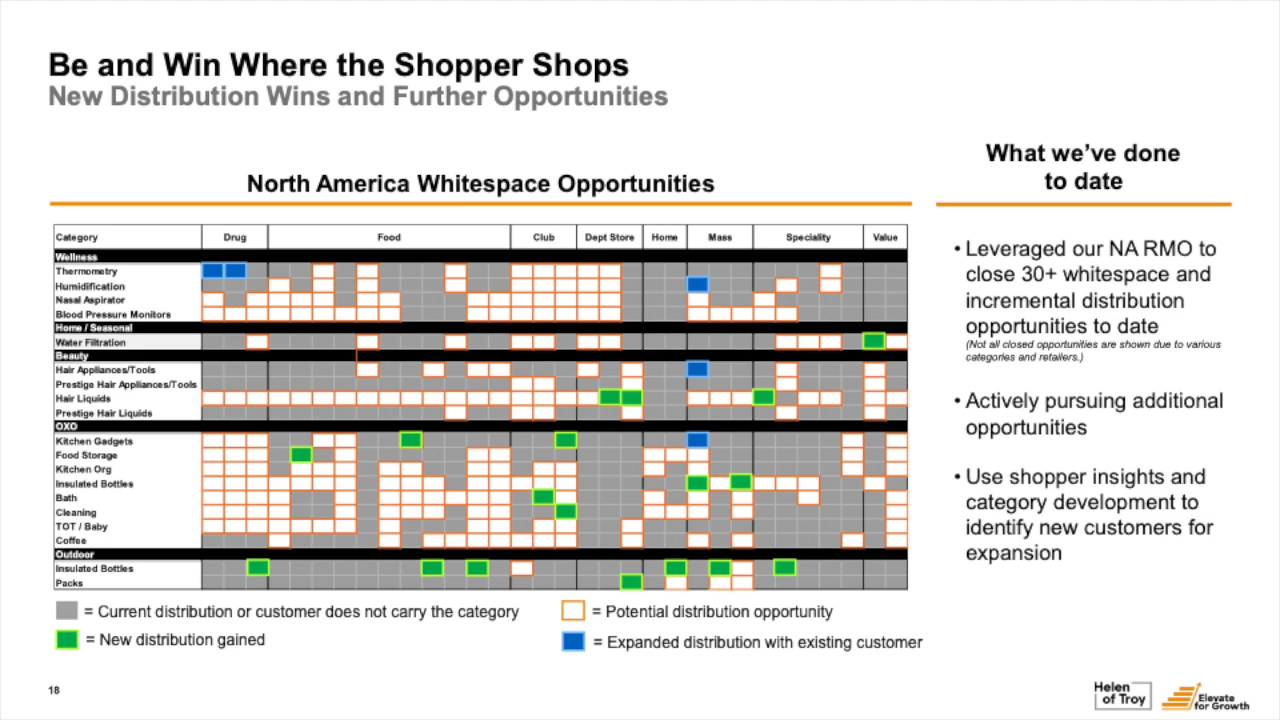 Be and Win Where the Shopper Shops
New Distribution Wins and Further Opportunities
North America Whitespace Opportunities
Category Drug Food Club Dept Store Home Mass Speciality Value
Wellness
Thermometry
Humidification
Nasal Aspirator
Blood Pressure Monitors
Home / Seasonal
Water Filtration
Beauty
Hair Appliances/Tools
Prestige Hair Appliances/Tools
Hair Liquids
Prestige Hair Liquids
OXO
Kitchen Gadgets
Food Storage
Kitchen Org
Insulated Bottles
Bath
Cleaning
TOT / Baby
Coffee
Outdoor
Insulated Bottles
Packs
= Current distribution or customer does not carry the category
= Potential distribution opportunity
= New distribution gained
= Expanded distribution with existing customer
What we’ve done
to date
• Leveraged our NA RMO to
close 30+ whitespace and
incremental distribution
opportunities to date
(Not all closed opportunities are shown due to various
categories and retailers.)
• Actively pursuing additional
opportunities
• Use shopper insights and
category development to
identify new customers for
expansion
18
Helen
of Troy
Elevate
for Growth